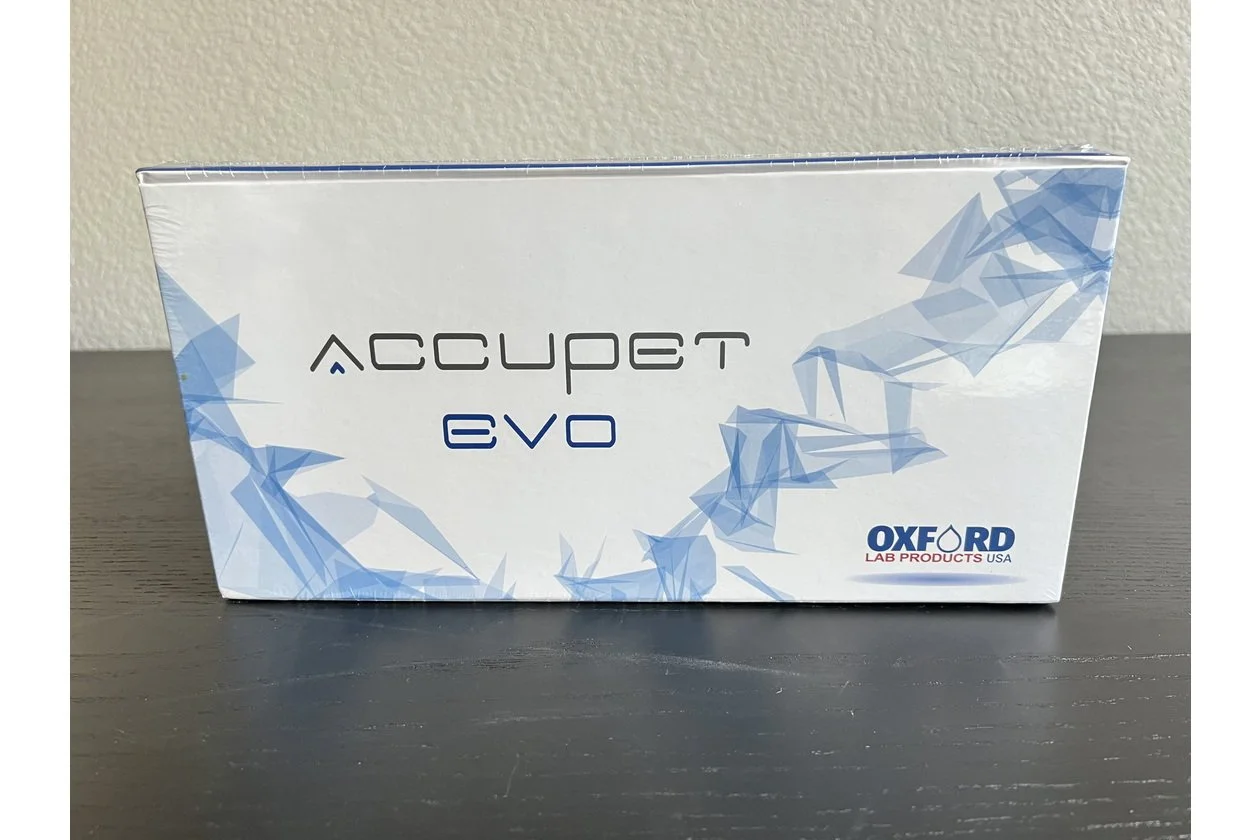 ACCUPET
EVO
OXFORD
LAB PRODUCTS USA